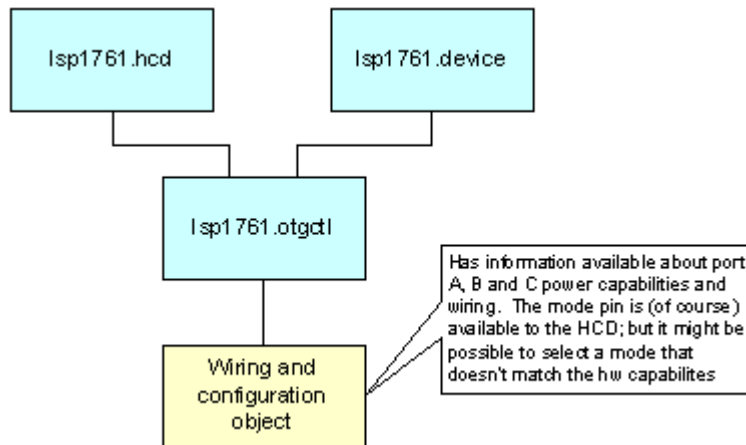 Isp1761.hcd
Isp1761.device
Isp1761.otgctl
Has information available about port
A, B and C power capabilities and
wiring. The mode pin is (of course)
available to the HCD; but it might be
possible to select a mode that
doesn't match the hw capabilites
Wiring and
configuration
object